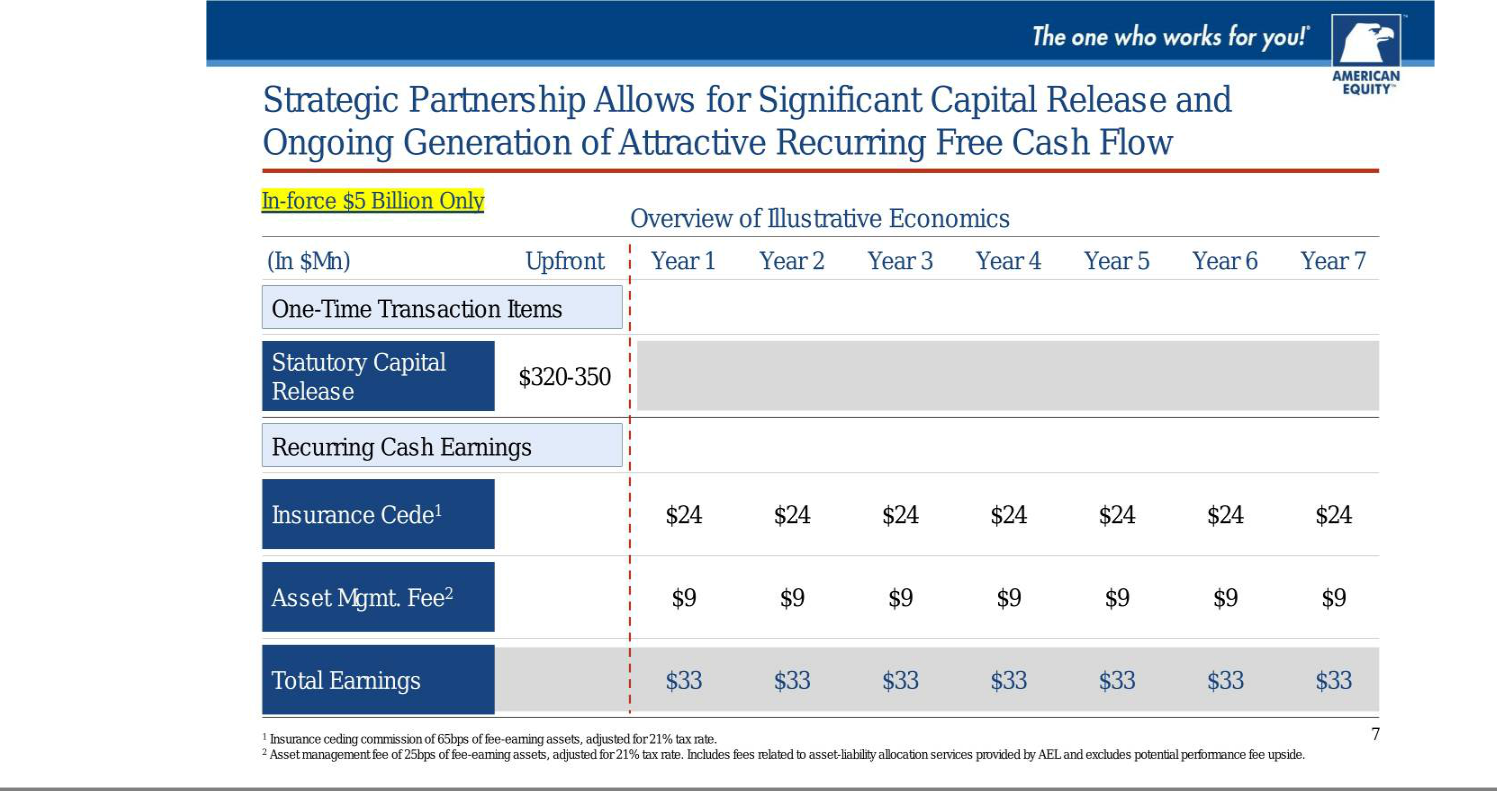 The one who works for you!®
AMERICAN
EQUITY™
Strategic Partnership Allows for Significant Capital Release and
Ongoing Generation of Attractive Recurring Free Cash Flow
In-force $5 Billion Only
Overview of Illustrative Economics
(In $Mn) Upfront Year 1 Year 2 Year 3 Year 4 Year 5 Year 6 Year 7
One-Time Transaction Items
Statutory Capital
Release
$320-350
Recurring Cash Earnings
Insurance Cede¹ $24 $24 $24 $24 $24 $24 $24
Asset Mgmt. Fee² $9 $9 $9 $9 $9 $9 $9
Total Earnings $33 $33 $33 $33 $33 $33 $33
¹ Insurance ceding commission of 65bps of fee-earning assets, adjusted for 21% tax rate.
² Asset management fee of 25bps of fee-earning assets, adjusted for 21% tax rate. Includes fees related to asset-liability allocation services provided by AEL and excludes potential performance fee upside.
7